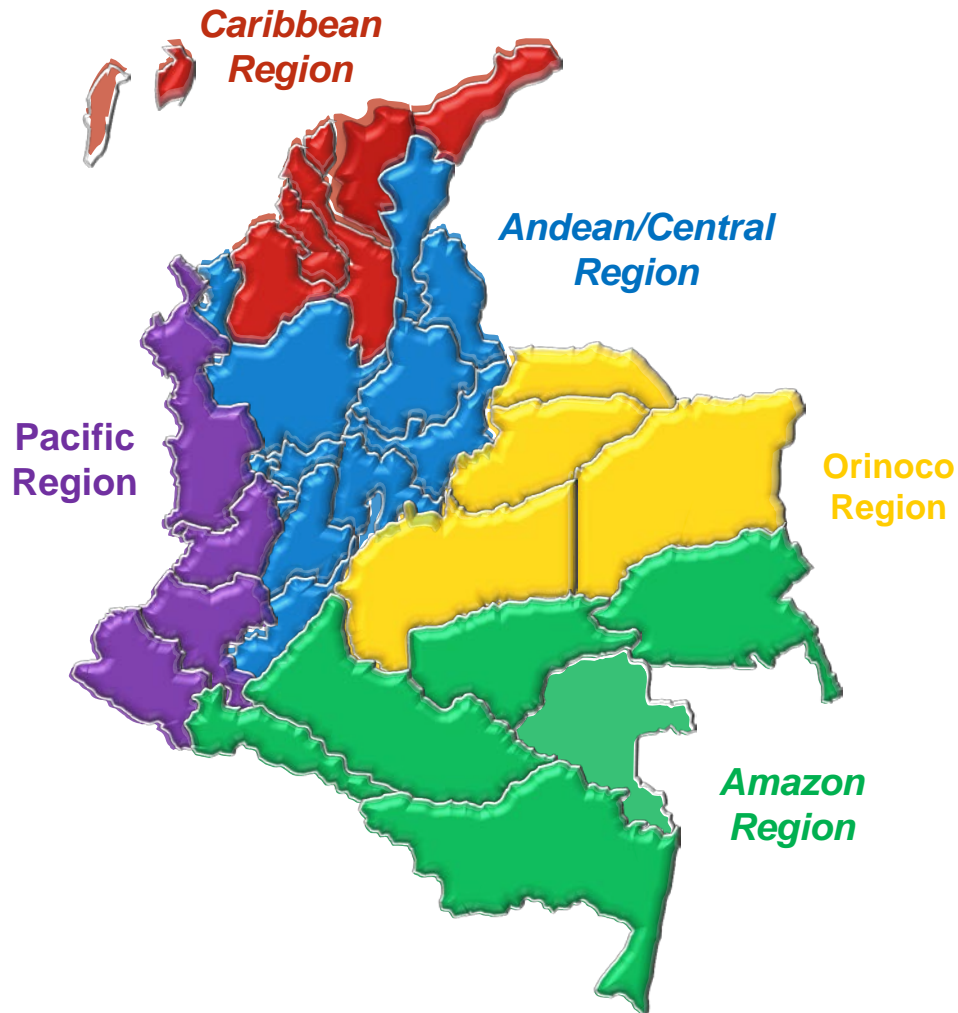 Caribbean
Region
Andean/Central
Region
Pacific
Region
Orinoco
Region
Amazon
Region